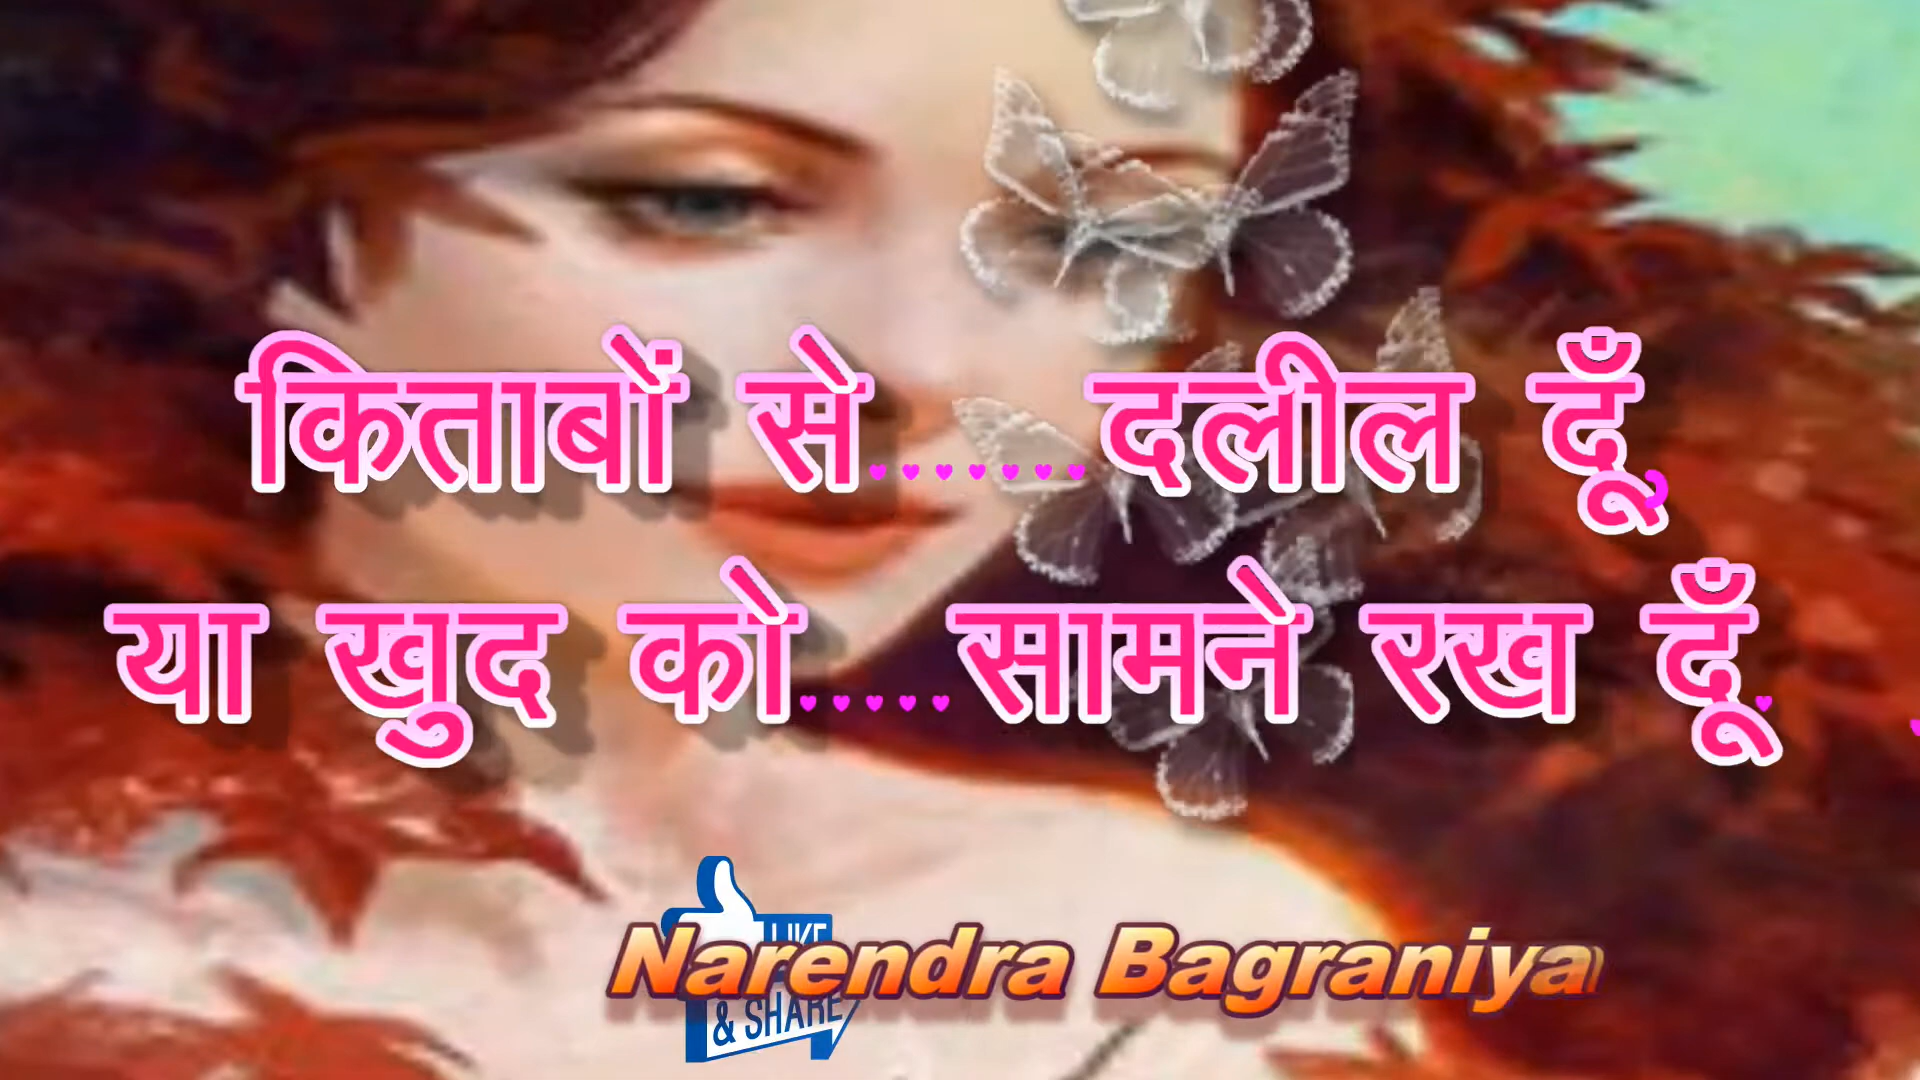 किताबों से.......दलील दूँ,
या खुद को.....सामने रख दूँ.
LIKE
& SHARE
Narendra Bagraniya